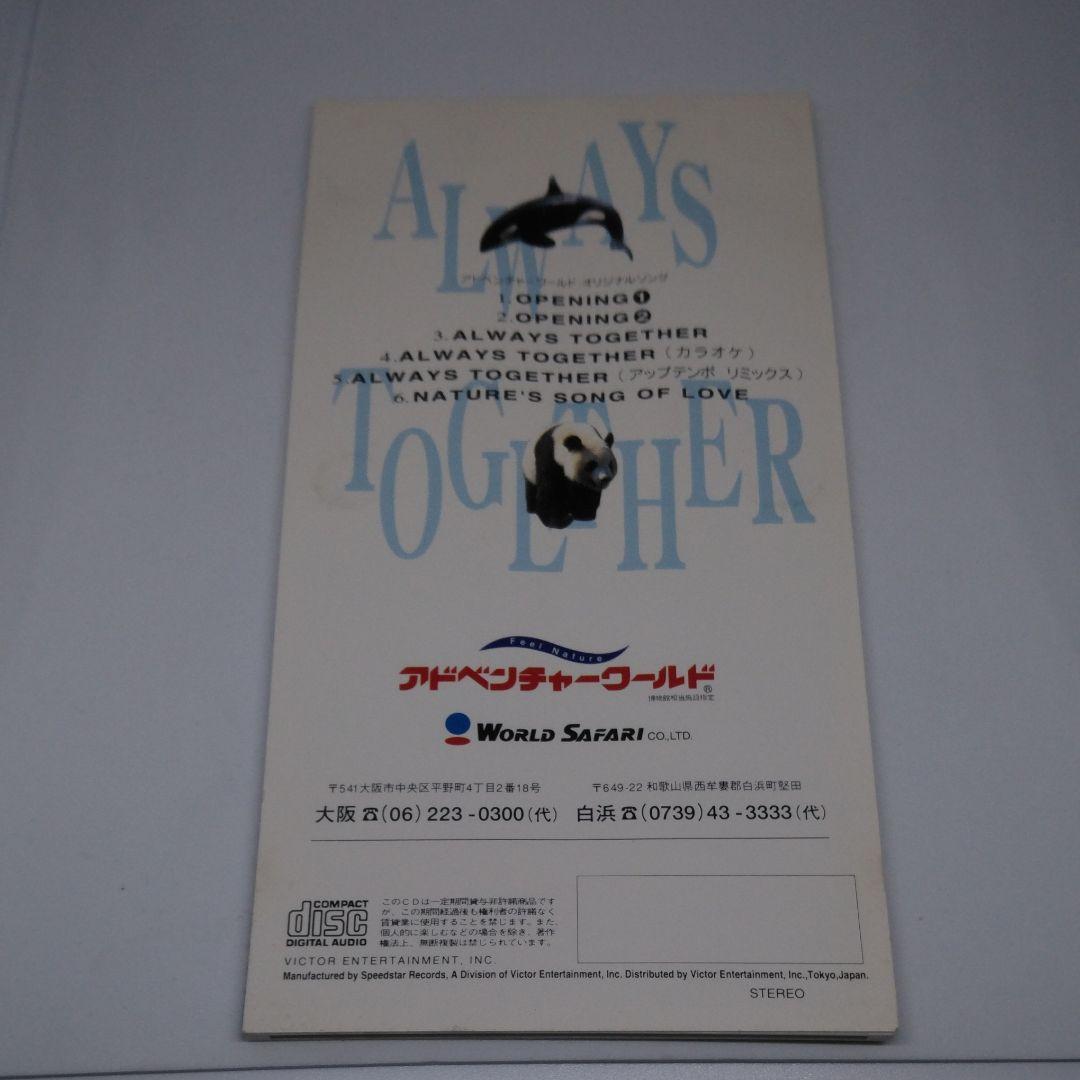 ALWAYS
アドベンチャーワールド オリジナルソング
1.OPENING❶
2.OPENING❷
3.ALWAYS TOGETHER
4.ALWAYS TOGETHER(カラオケ)
5.ALWAYS TOGETHER(アップテンポ リミックス)
6.NATURE'S SONG OF LOVE
TOGETHER
Feel Nature
アドベンチャーワールド®
博物館相当施設指定
WORLD SAFARI CO.,LTD.
〒541大阪市中央区平野町4丁目2番18号 〒649-22 和歌山県西牟婁郡白浜町堅田
大阪☎(06)223-0300(代) 白浜☎(0739)43-3333(代)
COMPACT
disc
DIGITAL AUDIO
このCDは一定期間貸与非許諾商品です
が、この期間経過後も権利者の許諾なく
賃貸業に使用することを禁じます。また、
個人的に楽しむなどの場合を除き、著作
権法上、無断複製は禁じられています。
VICTOR ENTERTAINMENT, INC.
Manufactured by Speedstar Records, A Division of Victor Entertainment, Inc. Distributed by Victor Entertainment, Inc.,Tokyo,Japan.
STEREO